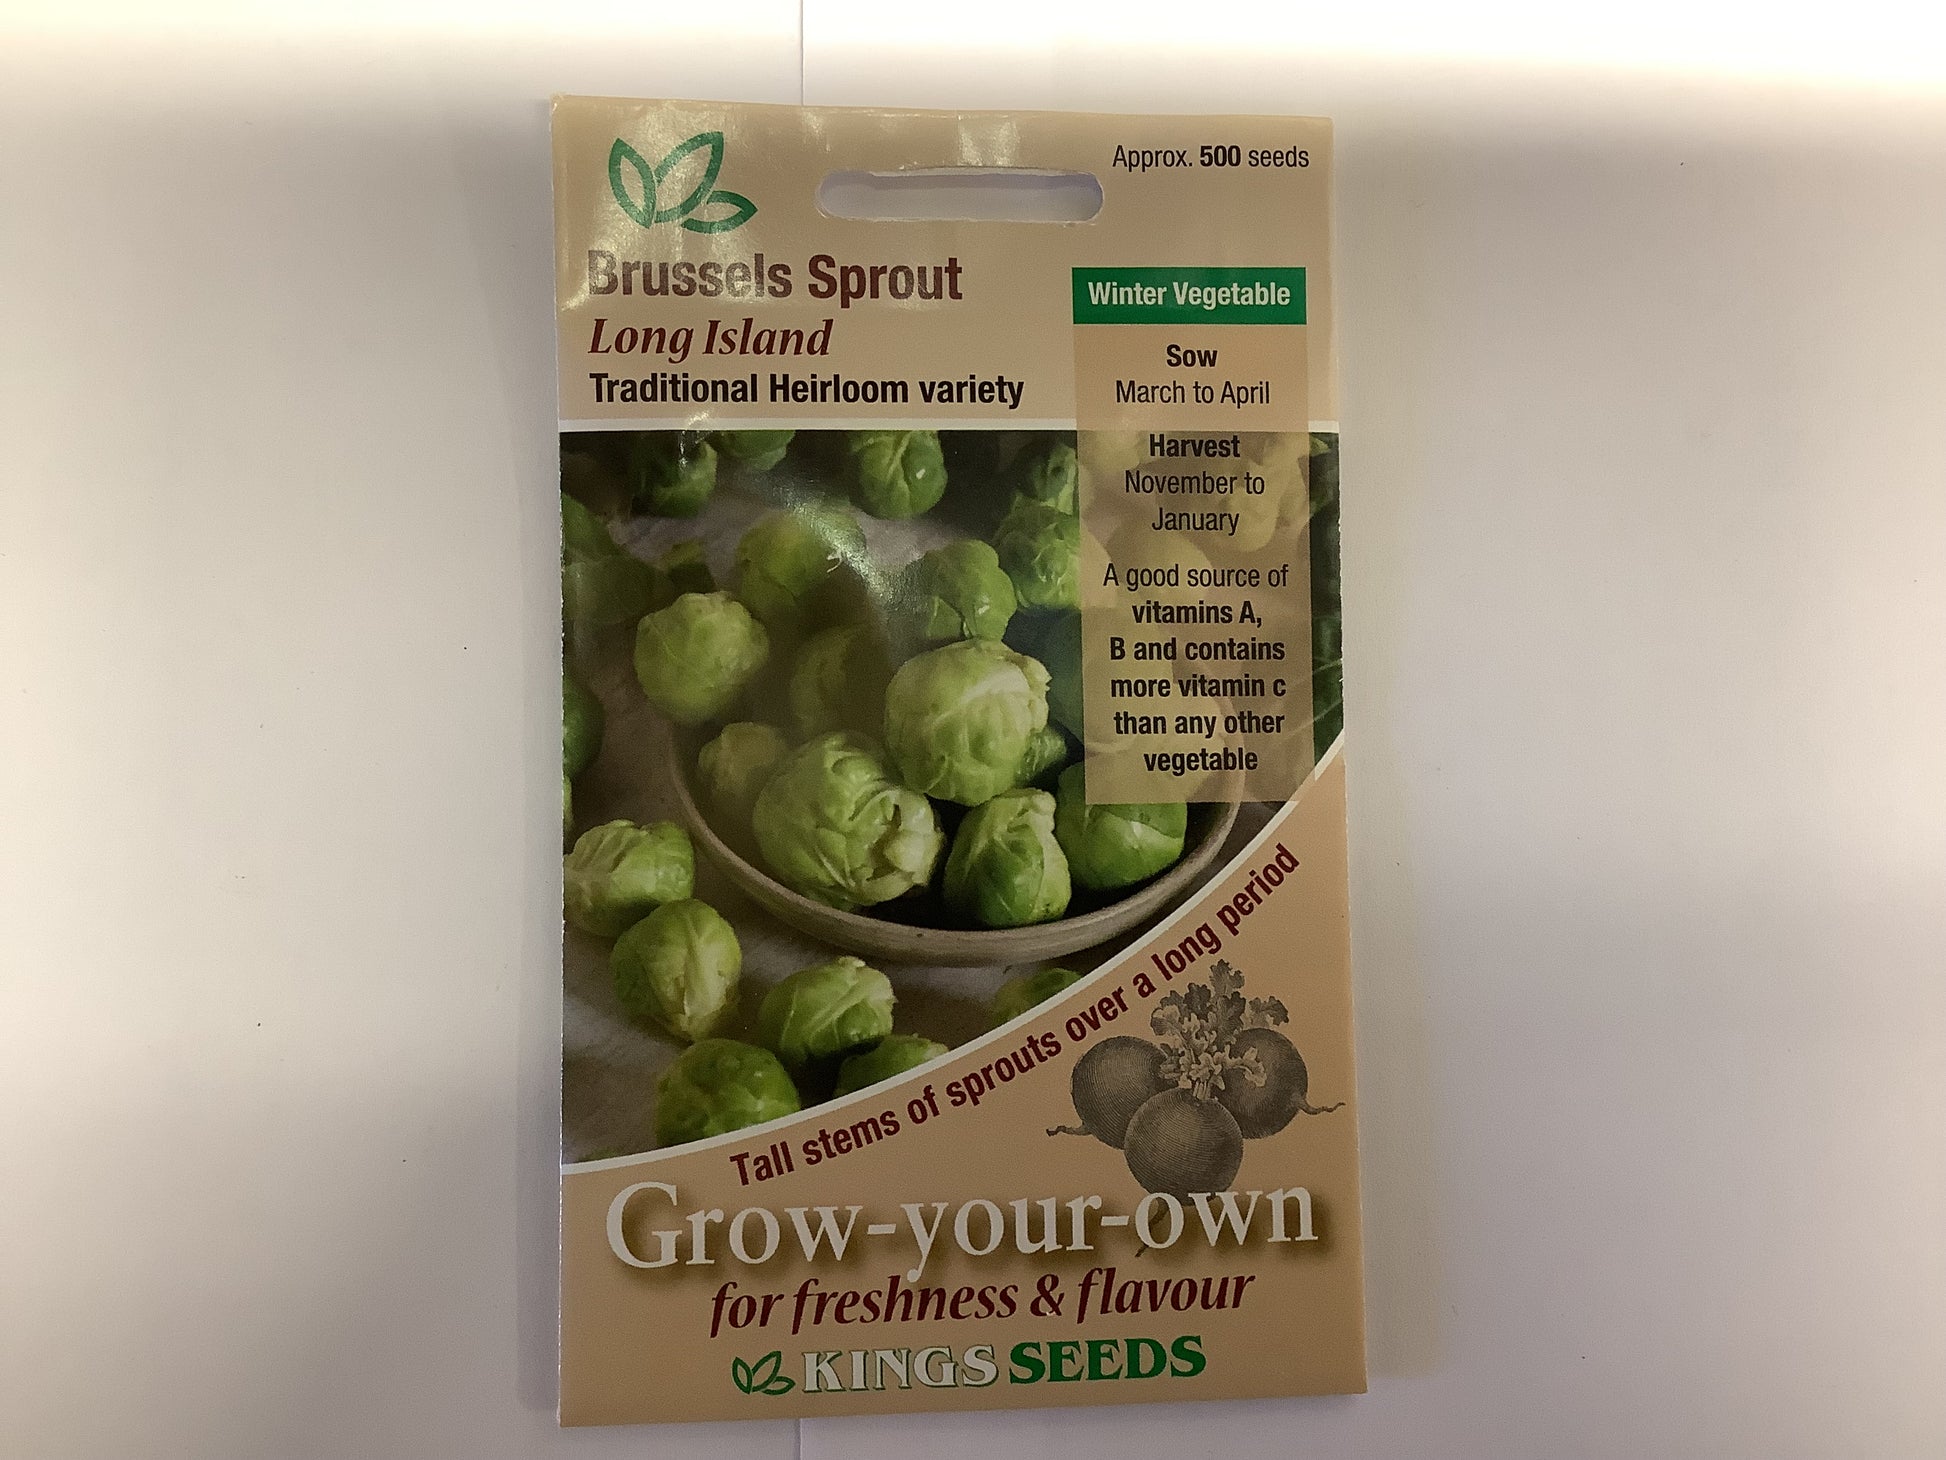 Approx. 500 seeds
Brussels Sprout
Long Island
Traditional Heirloom variety
Winter Vegetable
Sow
March to April
Harvest
November to
January
A good source of
vitamins A,
B and contains
more vitamin c
than any other
vegetable
Tall stems of sprouts over a long period
Grow-your-own
for freshness & flavour
KINGS SEEDS